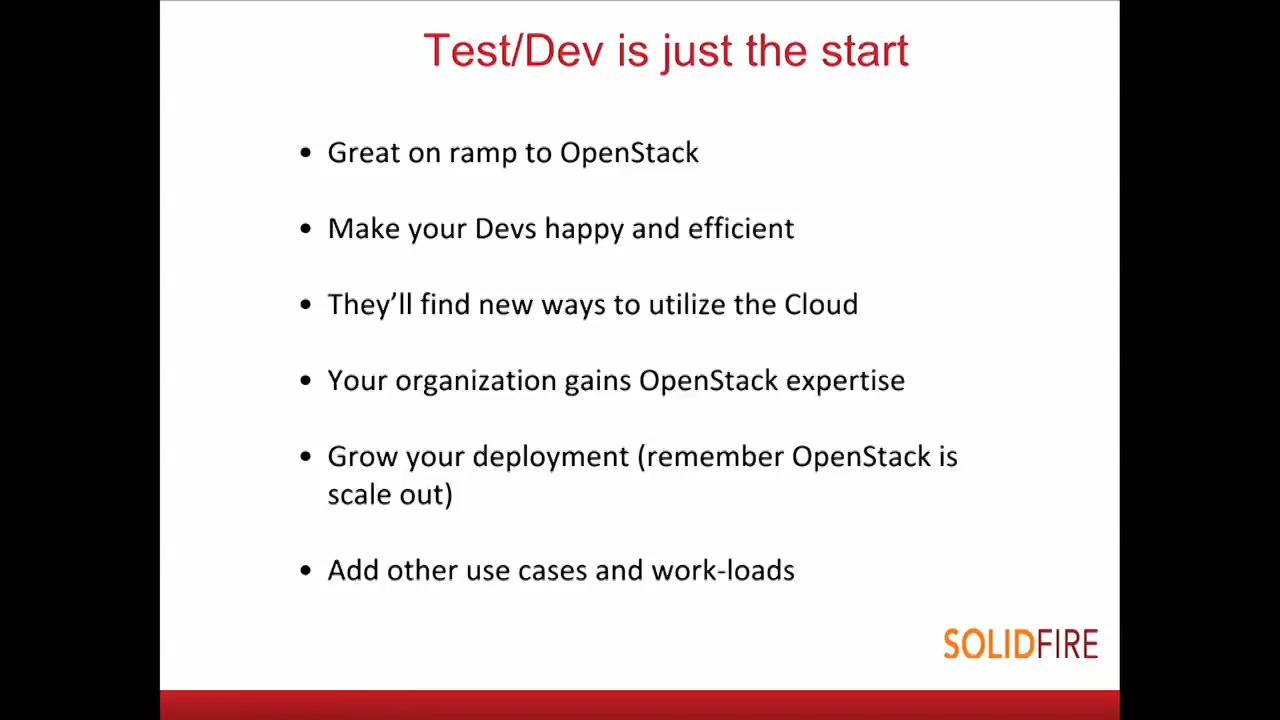 Test/Dev is just the start
• Great on ramp to OpenStack
• Make your Devs happy and efficient
• They’ll find new ways to utilize the Cloud
• Your organization gains OpenStack expertise
• Grow your deployment (remember OpenStack is
scale out)
• Add other use cases and work-loads
SOLIDFIRE